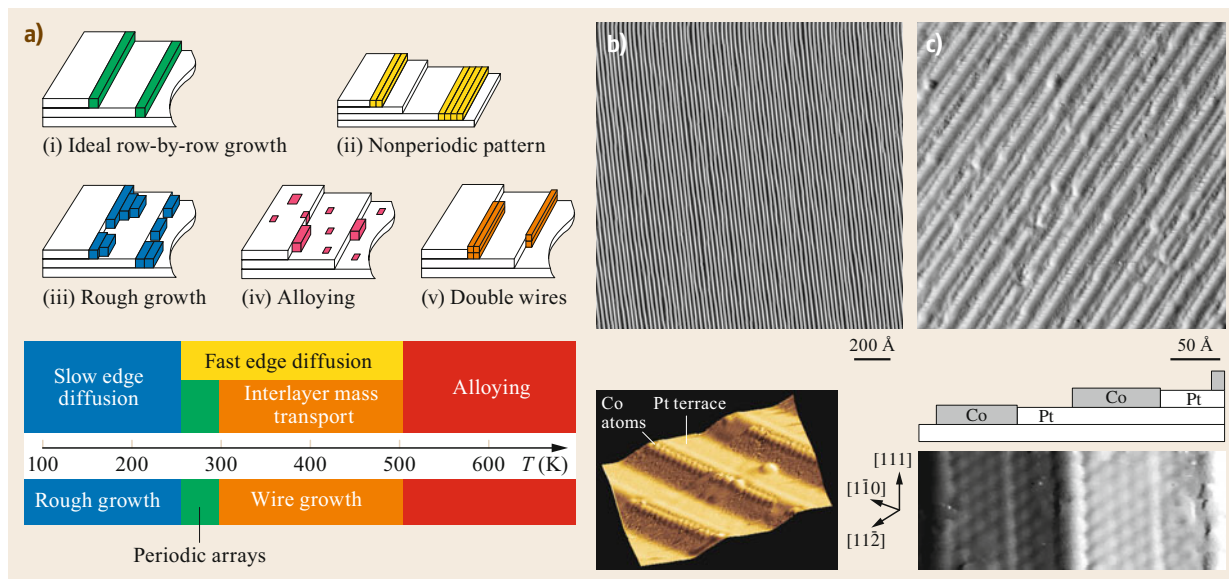 a)
(i) Ideal row-by-row growth
(ii) Nonperiodic pattern
(iii) Rough growth
(iv) Alloying
(v) Double wires
Slow edge
diffusion
Fast edge diffusion
Interlayer mass
transport
Alloying
100 200 300 400 500 600 T (K)
Rough growth
Wire growth
Periodic arrays
b)
200 Å
Co
atoms
Pt terrace
c)
50 Å
Co Pt
Co Pt
[111]
[11̄0]
[112̄]